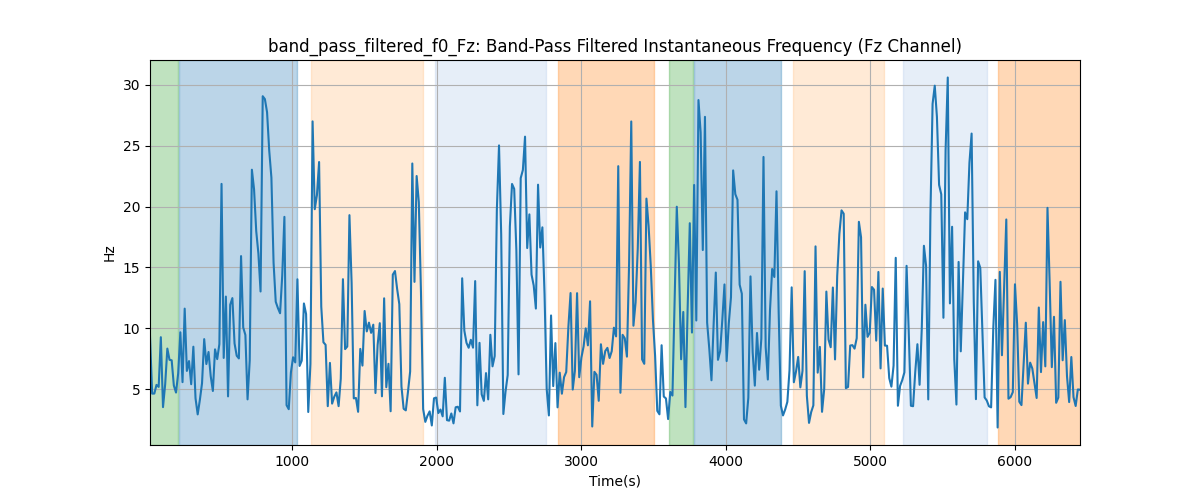 band_pass_filtered_f0_Fz: Band-Pass Filtered Instantaneous Frequency (Fz Channel)
30
25
20
15
10
5
Hz
1000 2000 3000 4000 5000 6000
Time(s)